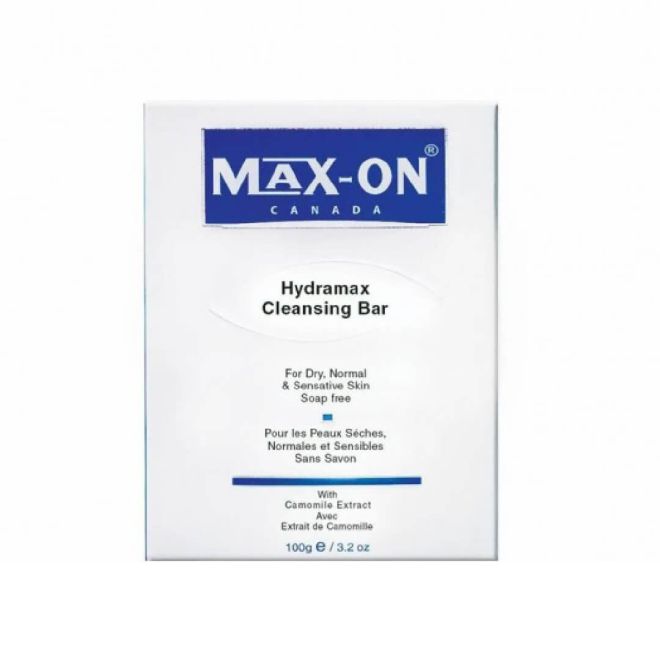 MAX-ON®
CANADA
Hydramax
Cleansing Bar
For Dry, Normal
& Sensative Skin
Soap free
Pour les Peaux Séches,
Normales et Sensibles
Sans Savon
With
Camomile Extract
Avec
Extrait de Camomille
100g e / 3.2 oz